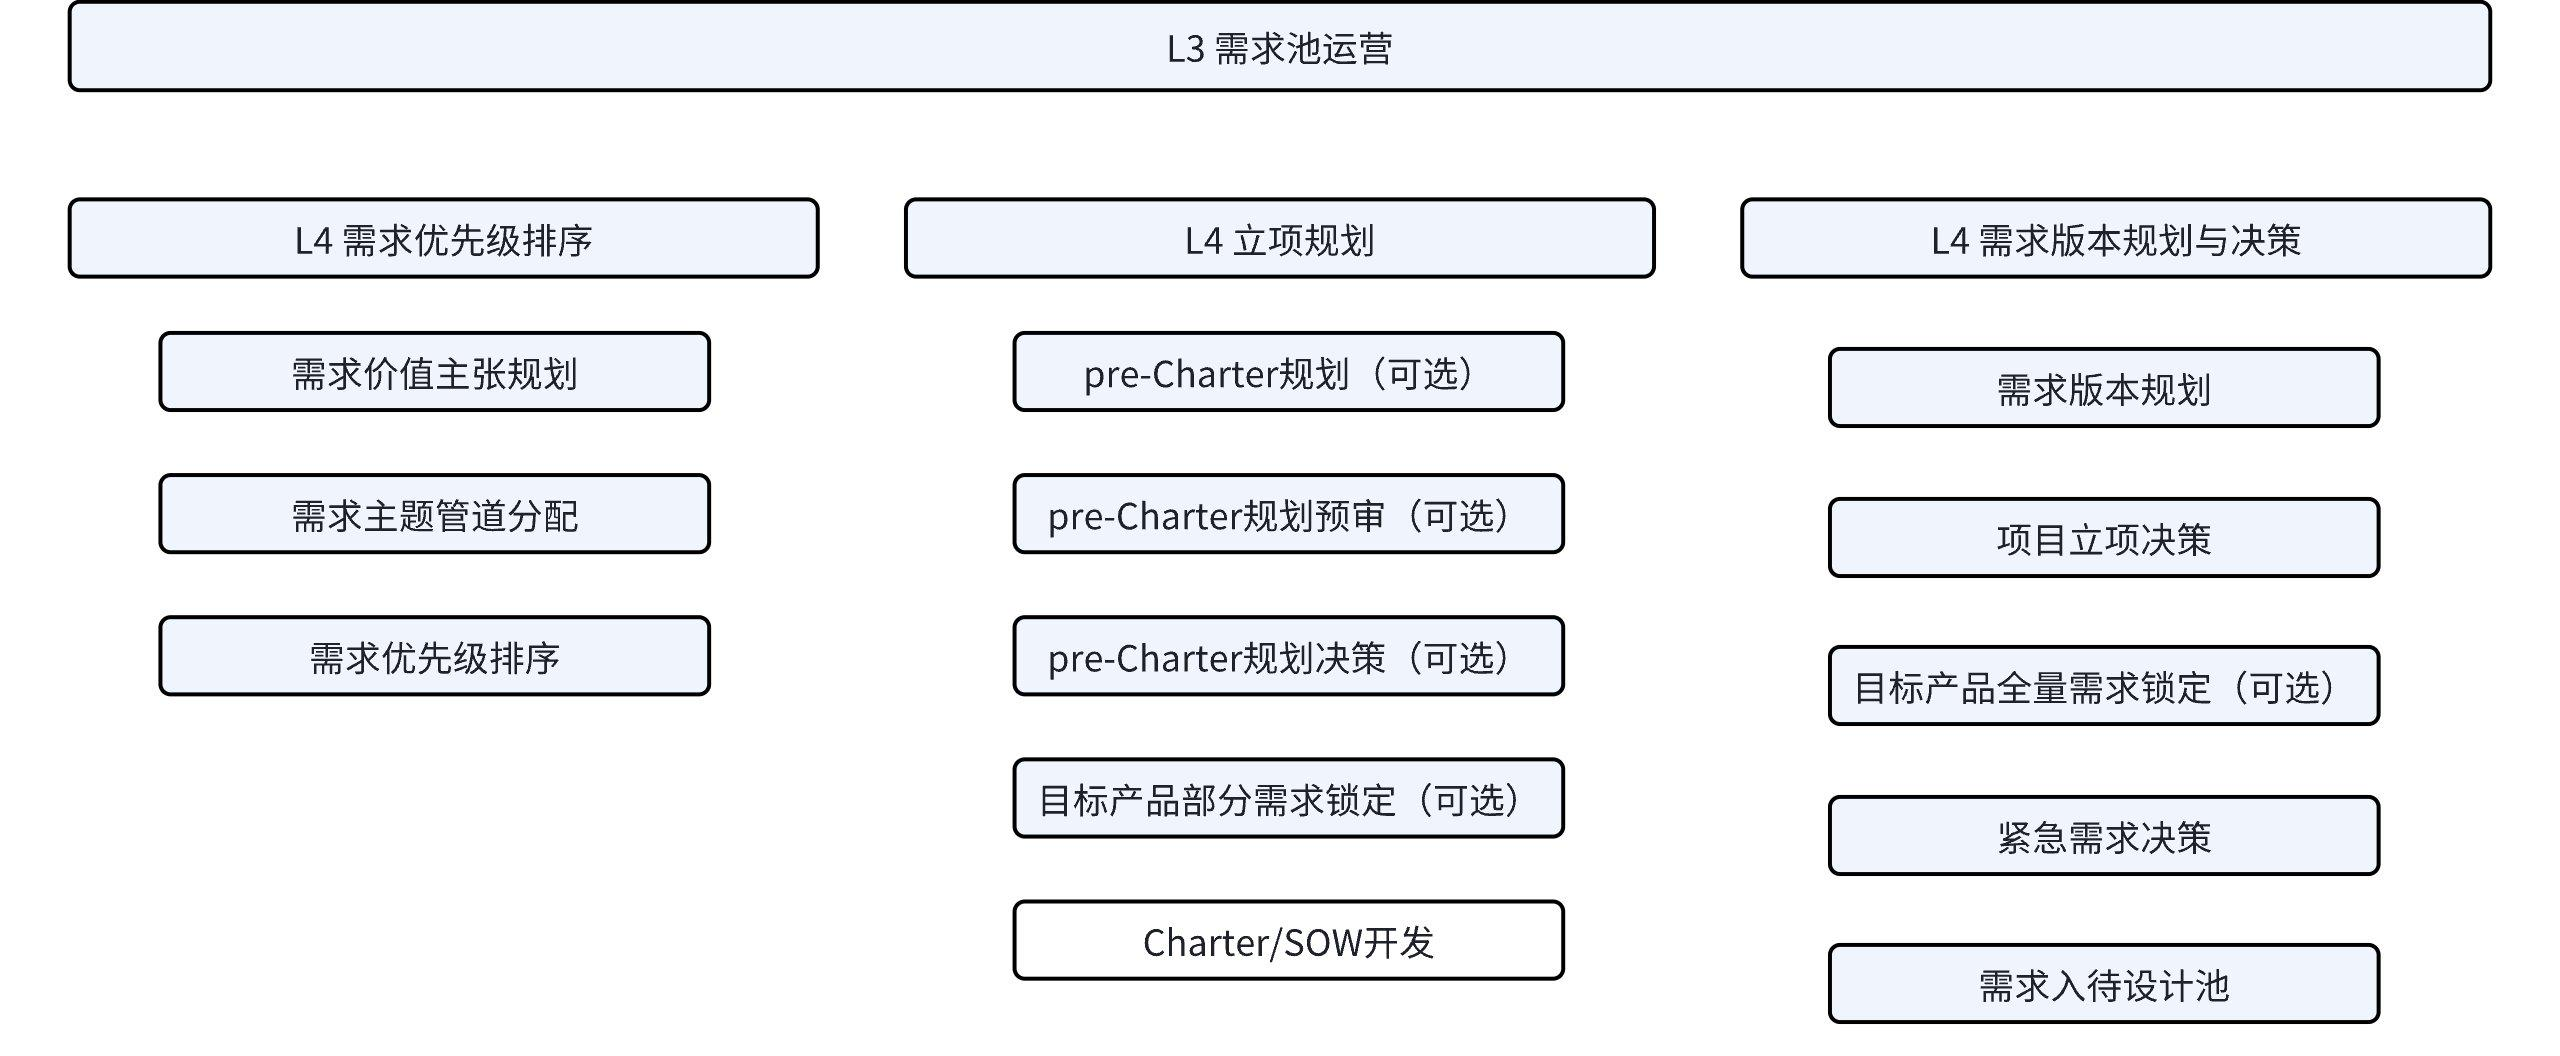 L3 需求池运营
L4 需求优先级排序
需求价值主张规划
需求主题管道分配
需求优先级排序
L4 立项规划
pre-Charter规划（可选）
pre-Charter规划预审（可选）
pre-Charter规划决策（可选）
目标产品部分需求锁定（可选）
Charter/SOW开发
L4 需求版本规划与决策
需求版本规划
项目立项决策
目标产品全量需求锁定（可选）
紧急需求决策
需求入待设计池